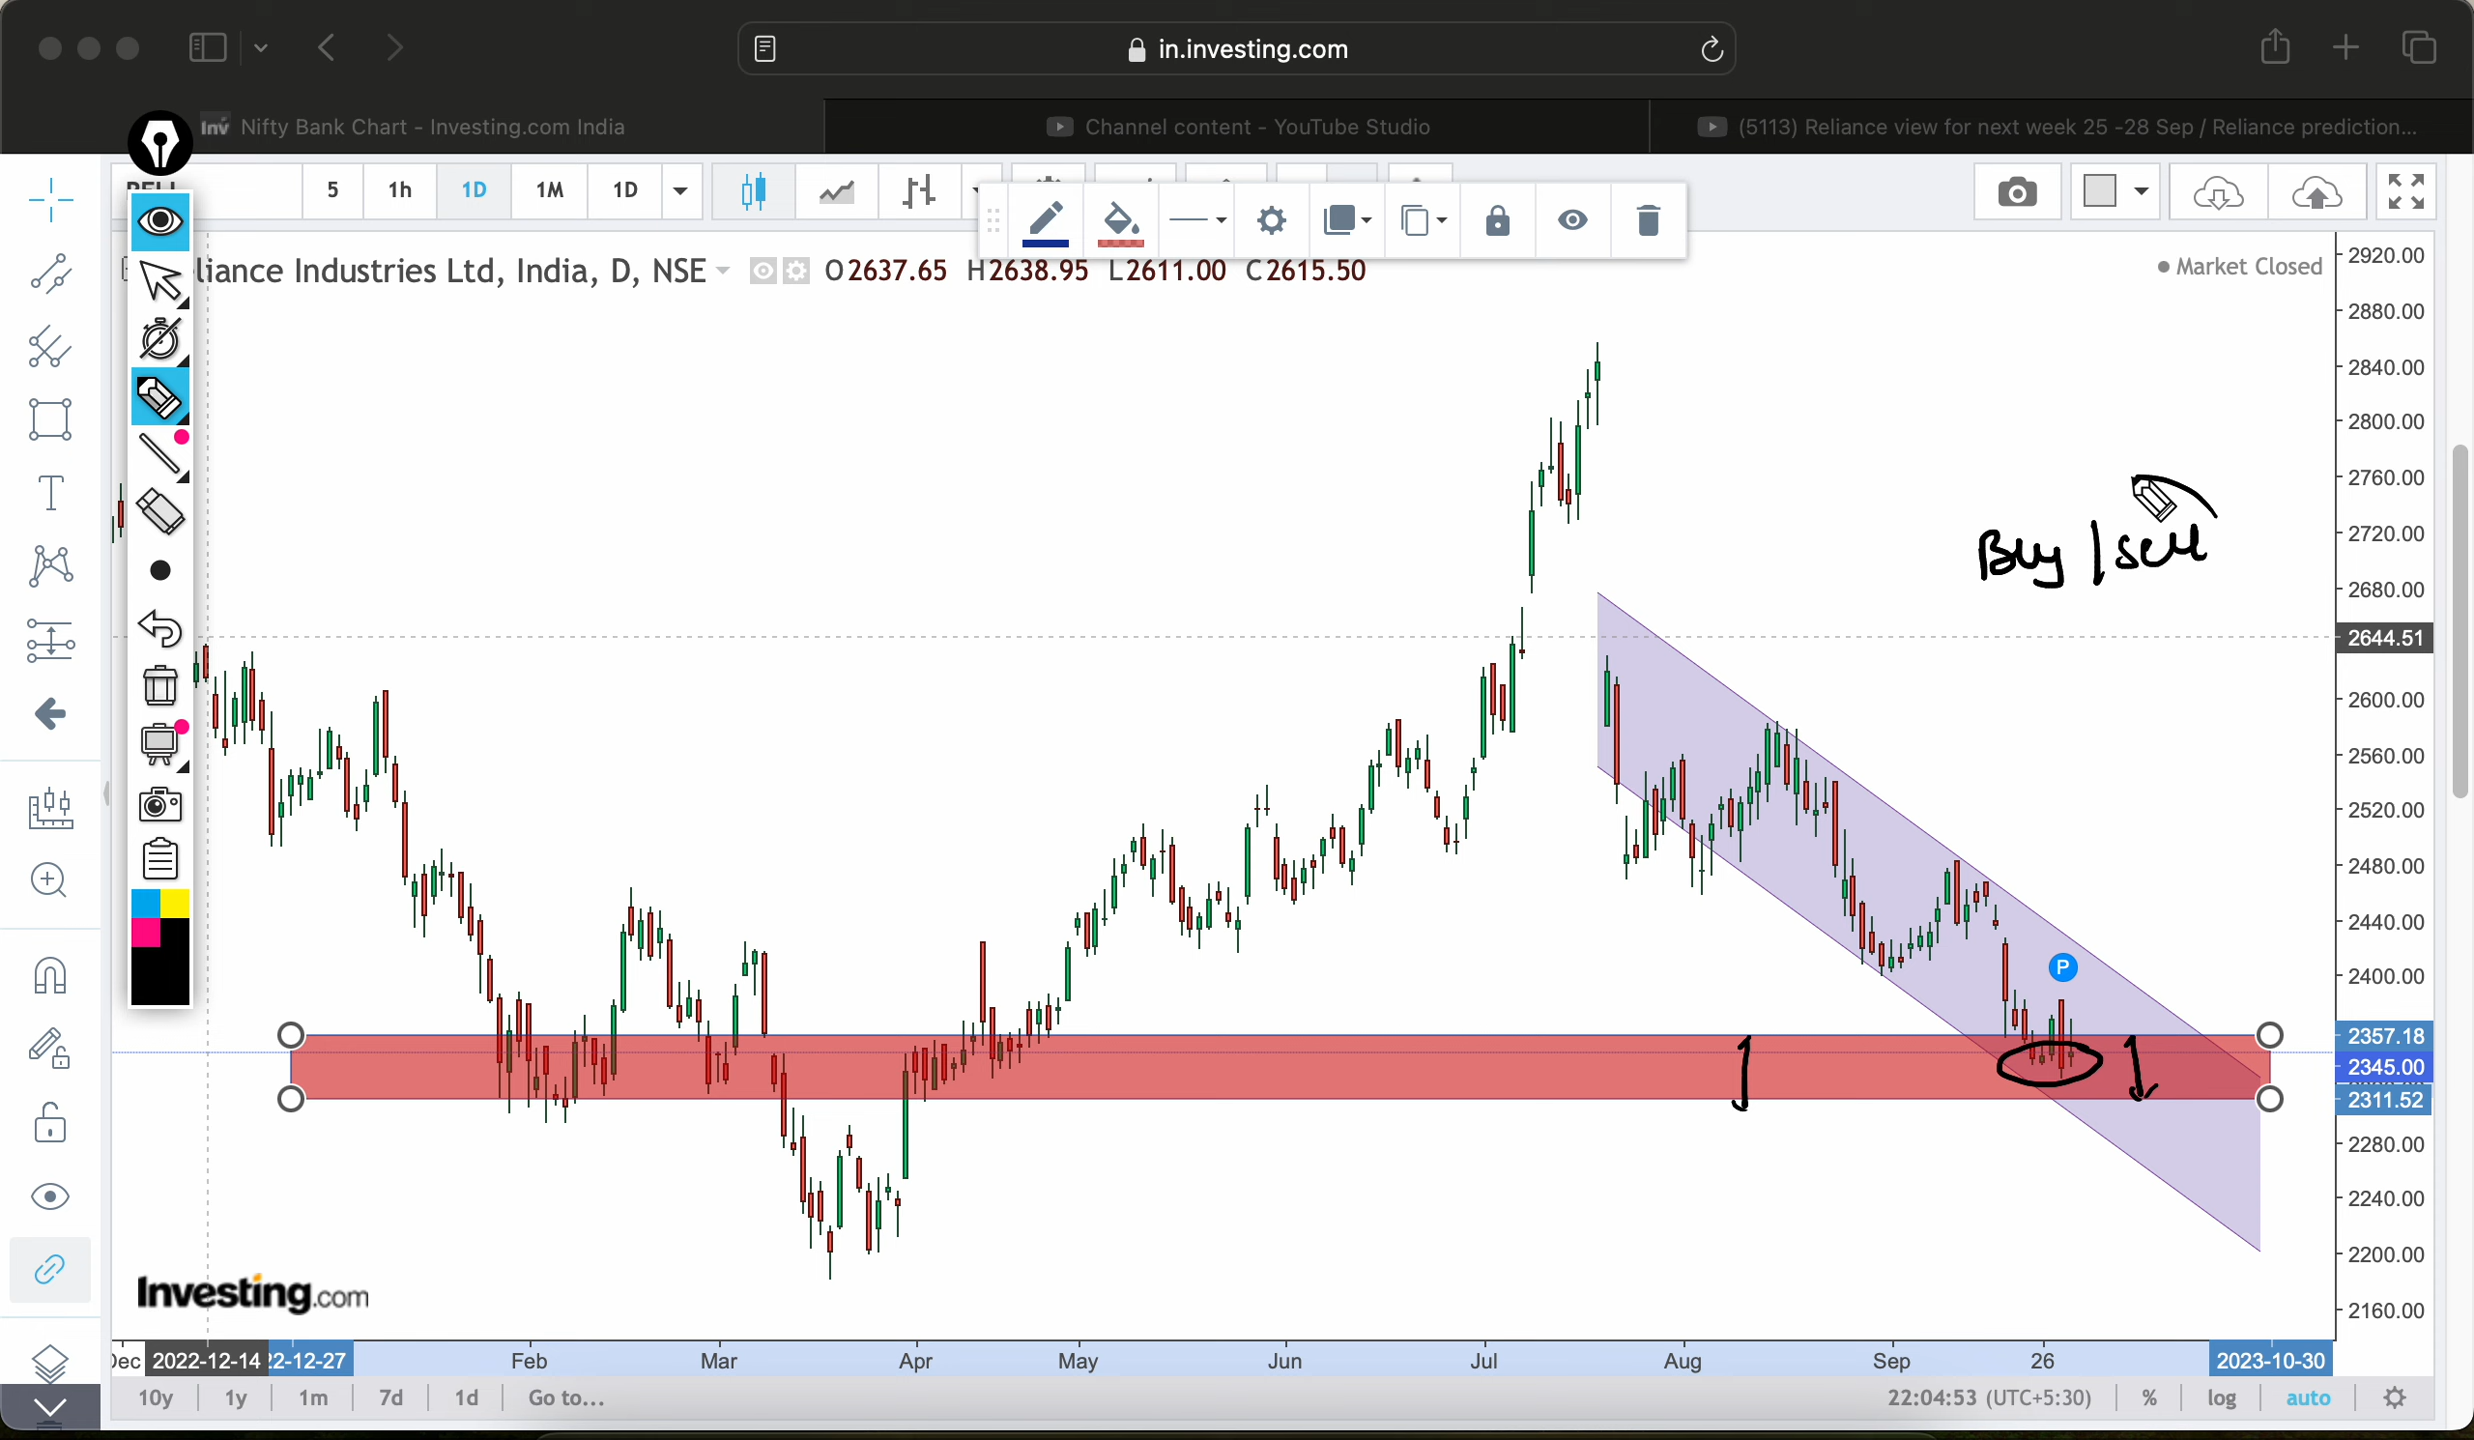 in.investing.com
Nifty Bank Chart - Investing.com India
Channel content - YouTube Studio
(5113) Reliance view for next week 25 -28 Sep / Reliance prediction...
5 1h 1D 1M 1D
liance Industries Ltd, India, D, NSE O2637.65 H2638.95 L2611.00 C2615.50
Market Closed
2920.00
2880.00
2840.00
2800.00
2760.00
2720.00
2680.00
2644.51
2600.00
2560.00
2520.00
2480.00
2440.00
2400.00
2357.18
2345.00
2311.52
2280.00
2240.00
2200.00
2160.00
Buy | sell
P
Investing.com
Dec 2022-12-14 22-12-27 Feb Mar Apr May Jun Jul Aug Sep 26 2023-10-30
10y 1y 1m 7d 1d Go to... 22:04:53 (UTC+5:30) % log auto